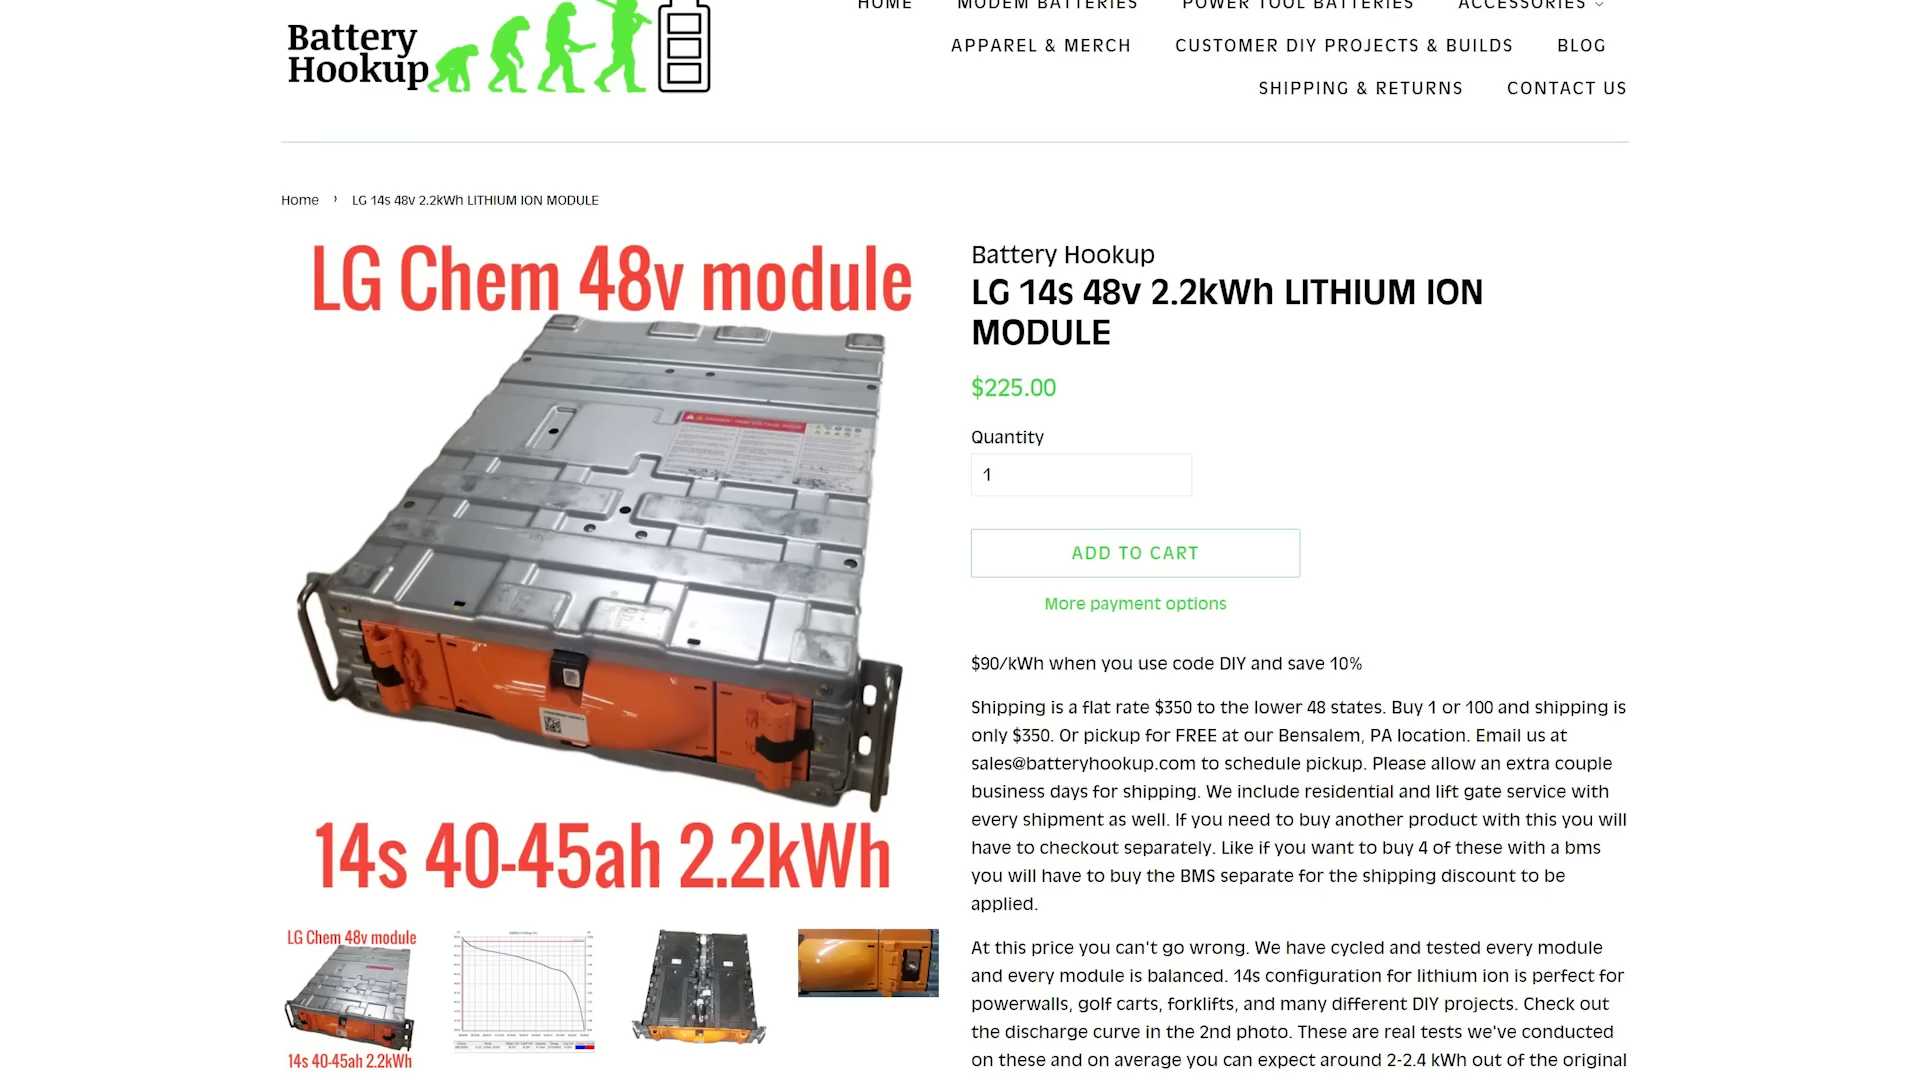 HOME MODEM BATTERIES POWER TOOL BATTERIES ACCESSORIES
Battery
Hookup
APPAREL & MERCH CUSTOMER DIY PROJECTS & BUILDS BLOG
SHIPPING & RETURNS CONTACT US
Home › LG 14s 48v 2.2kWh LITHIUM ION MODULE
LG Chem 48v module
14s 40-45ah 2.2kWh
LG Chem 48v module
14s 40-45ah 2.2kWh
Battery Hookup
LG 14s 48v 2.2kWh LITHIUM ION
MODULE
$225.00
Quantity
1
ADD TO CART
More payment options
$90/kWh when you use code DIY and save 10%
Shipping is a flat rate $350 to the lower 48 states. Buy 1 or 100 and shipping is
only $350. Or pickup for FREE at our Bensalem, PA location. Email us at
sales@batteryhookup.com to schedule pickup. Please allow an extra couple
business days for shipping. We include residential and lift gate service with
every shipment as well. If you need to buy another product with this you will
have to checkout separately. Like if you want to buy 4 of these with a bms
you will have to buy the BMS separate for the shipping discount to be
applied.
At this price you can't go wrong. We have cycled and tested every module
and every module is balanced. 14s configuration for lithium ion is perfect for
powerwalls, golf carts, forklifts, and many different DIY projects. Check out
the discharge curve in the 2nd photo. These are real tests we've conducted
on these and on average you can expect around 2-2.4 kWh out of the original